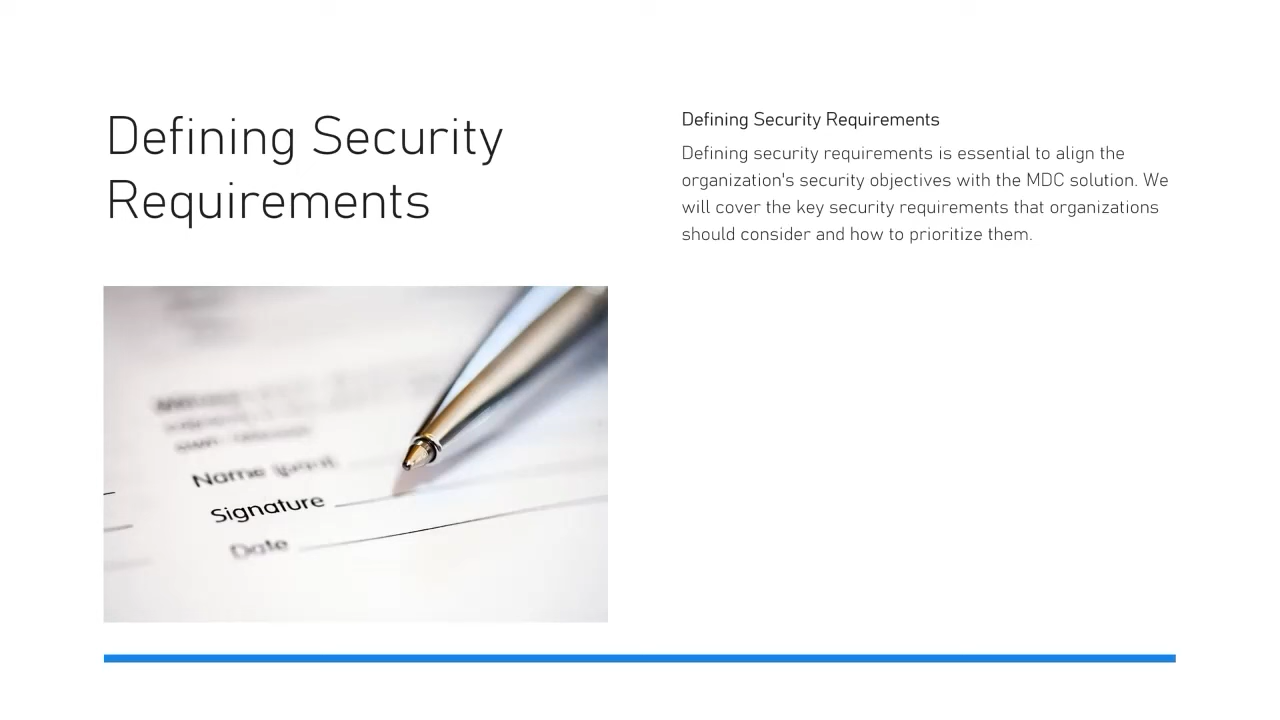 Defining Security
Requirements
Defining Security Requirements
Defining security requirements is essential to align the
organization's security objectives with the MDC solution. We
will cover the key security requirements that organizations
should consider and how to prioritize them.
Name (print)
Signature
Date